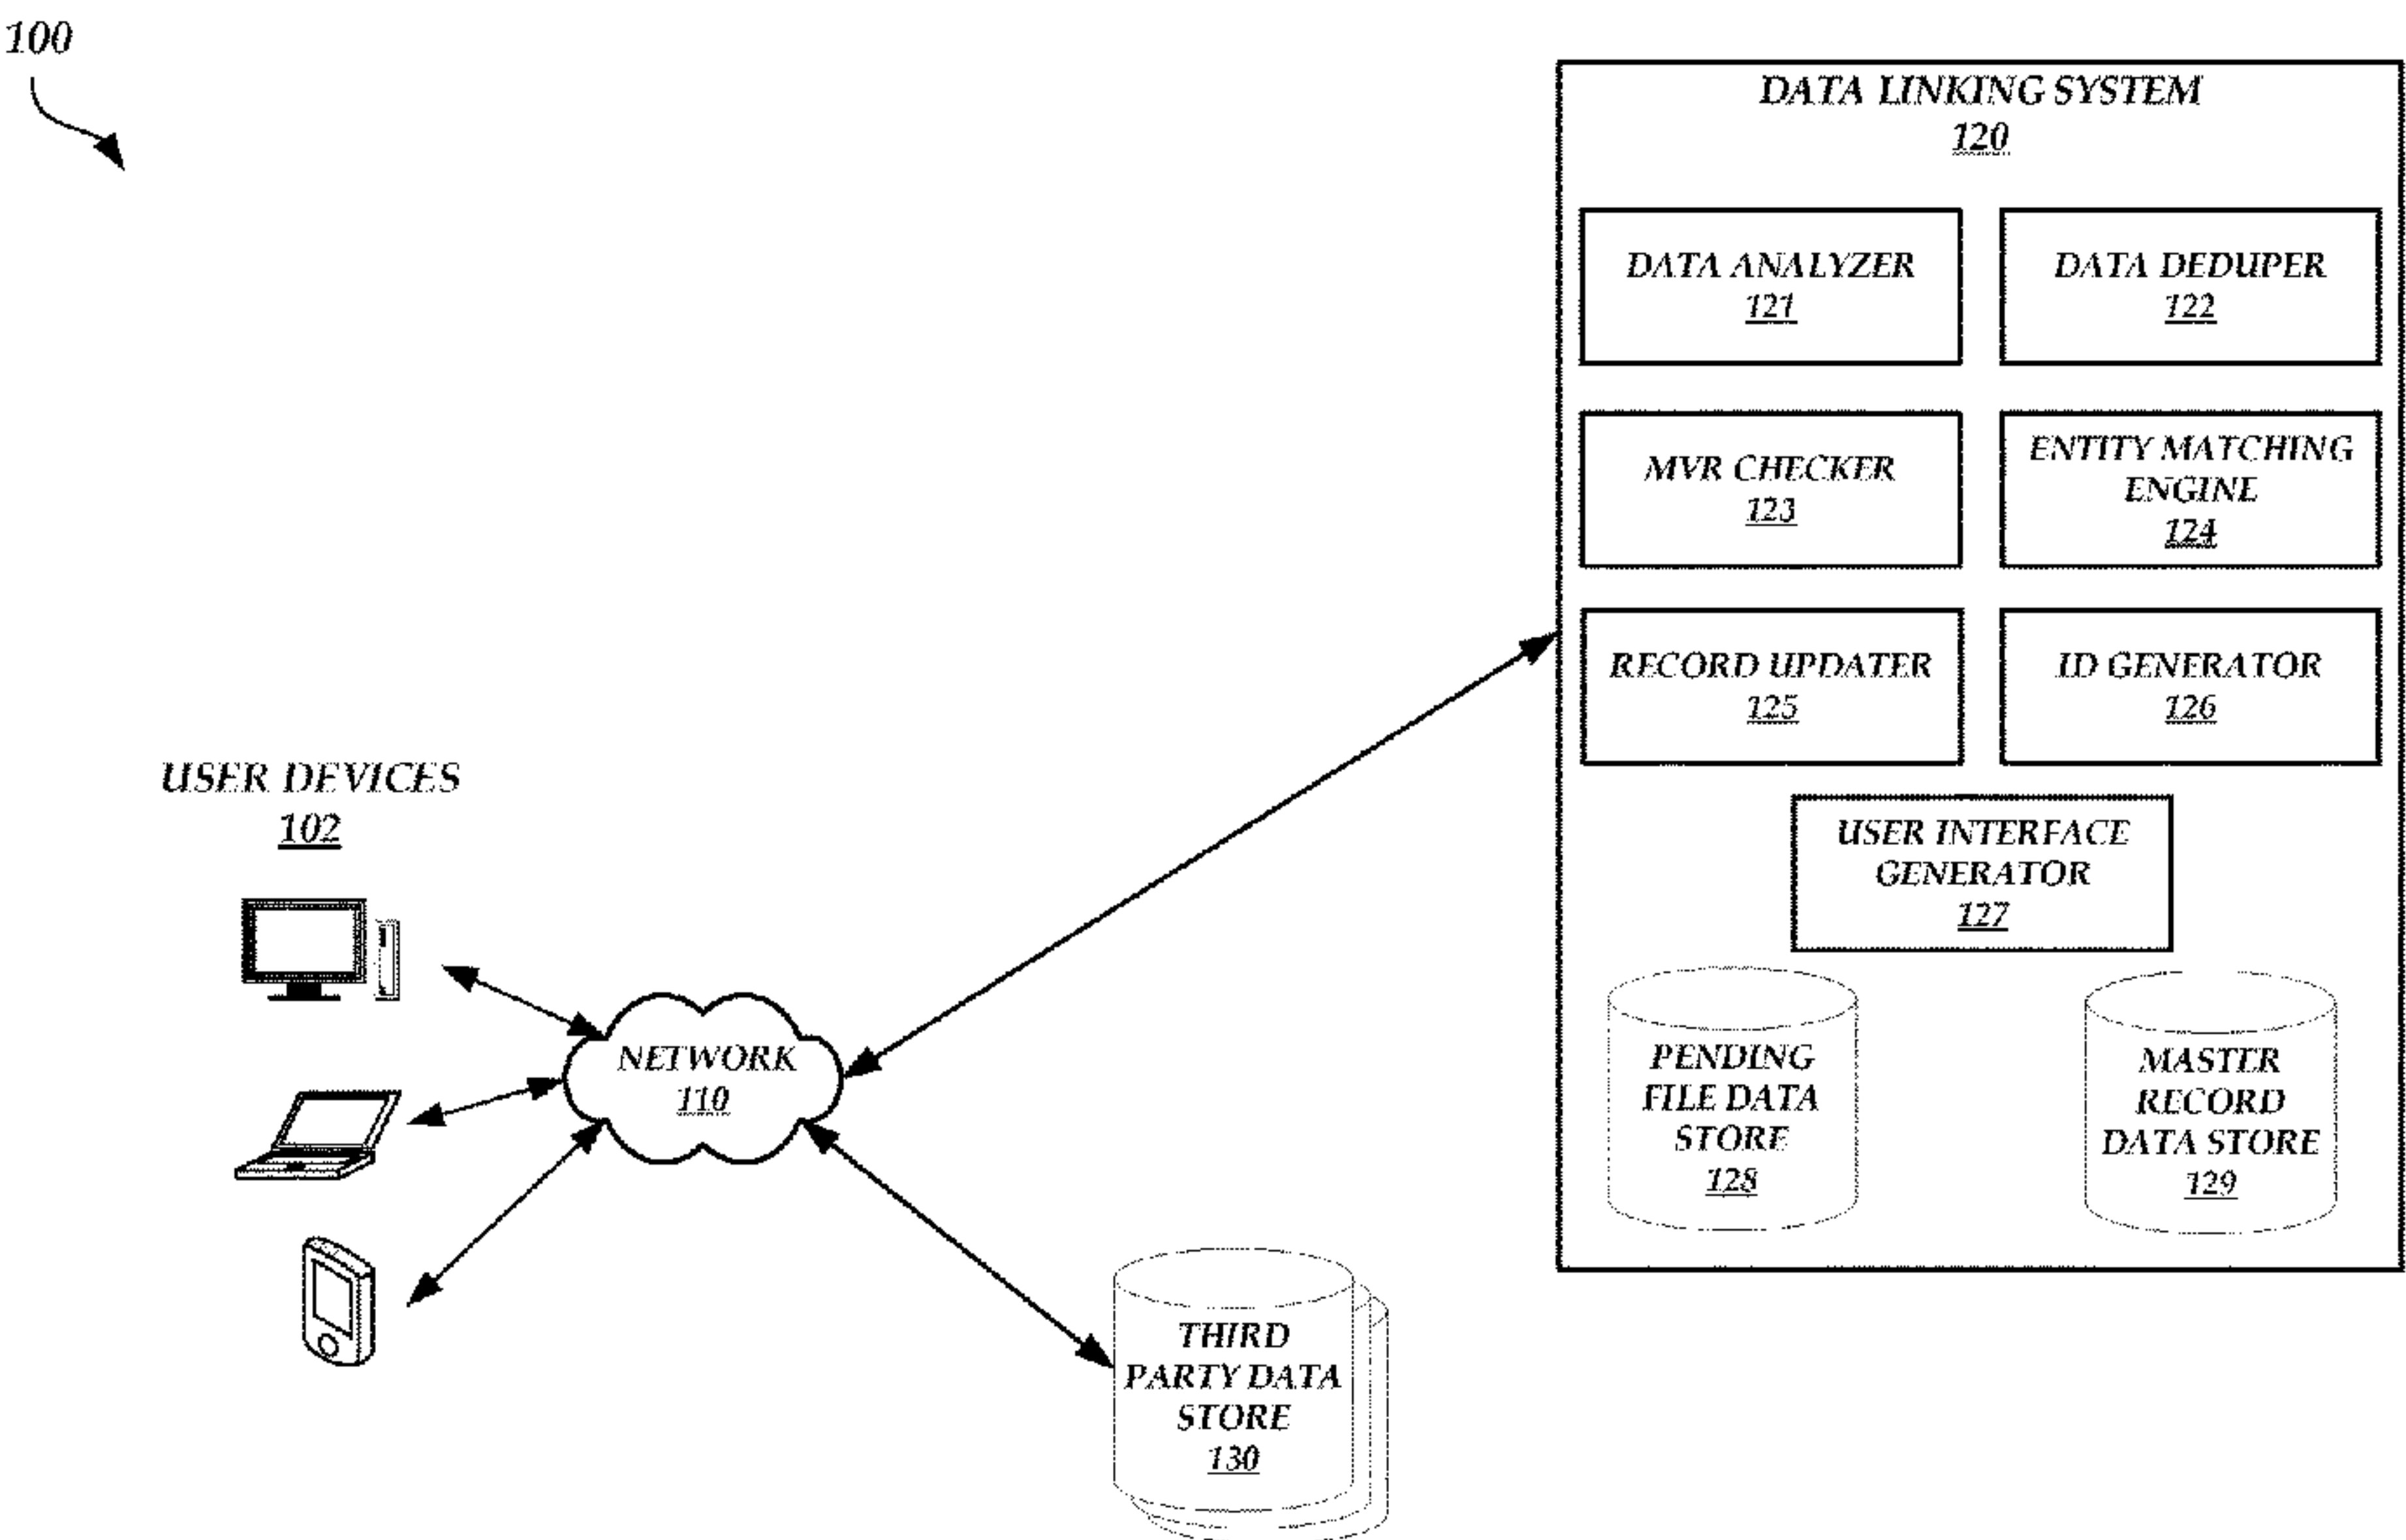 100
DATA LINKING SYSTEM
120
DATA ANALYZER
121
DATA DEDUPER
122
MVR CHECKER
123
ENTITY MATCHING
ENGINE
124
RECORD UPDATER
125
ID GENERATOR
126
USER INTERFACE
GENERATOR
127
PENDING
FILE DATA
STORE
128
MASTER
RECORD
DATA STORE
129
USER DEVICES
102
NETWORK
110
THIRD
PARTY DATA
STORE
130